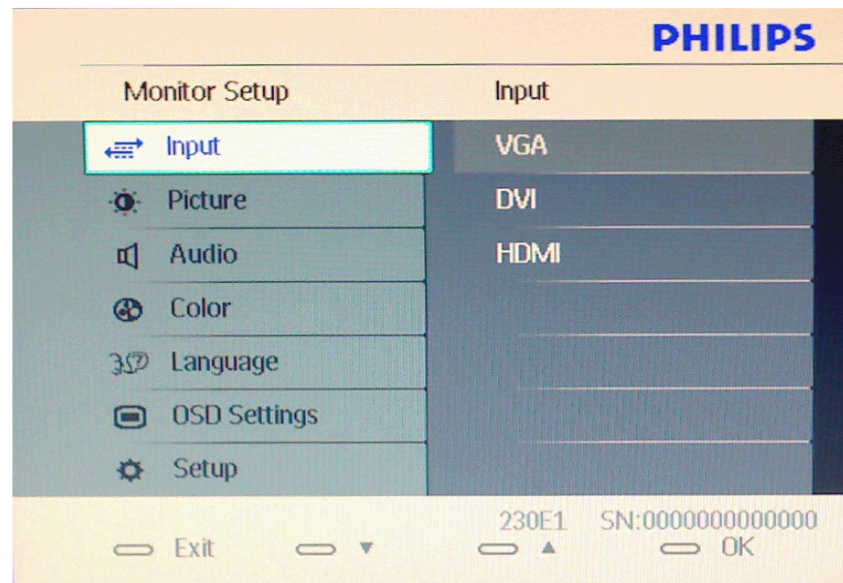 PHILIPS
Monitor Setup
Input
Input
VGA
Picture
DVI
Audio
HDMI
Color
Language
OSD Settings
Setup
230E1 SN:0000000000000
Exit ▼ ▲ OK